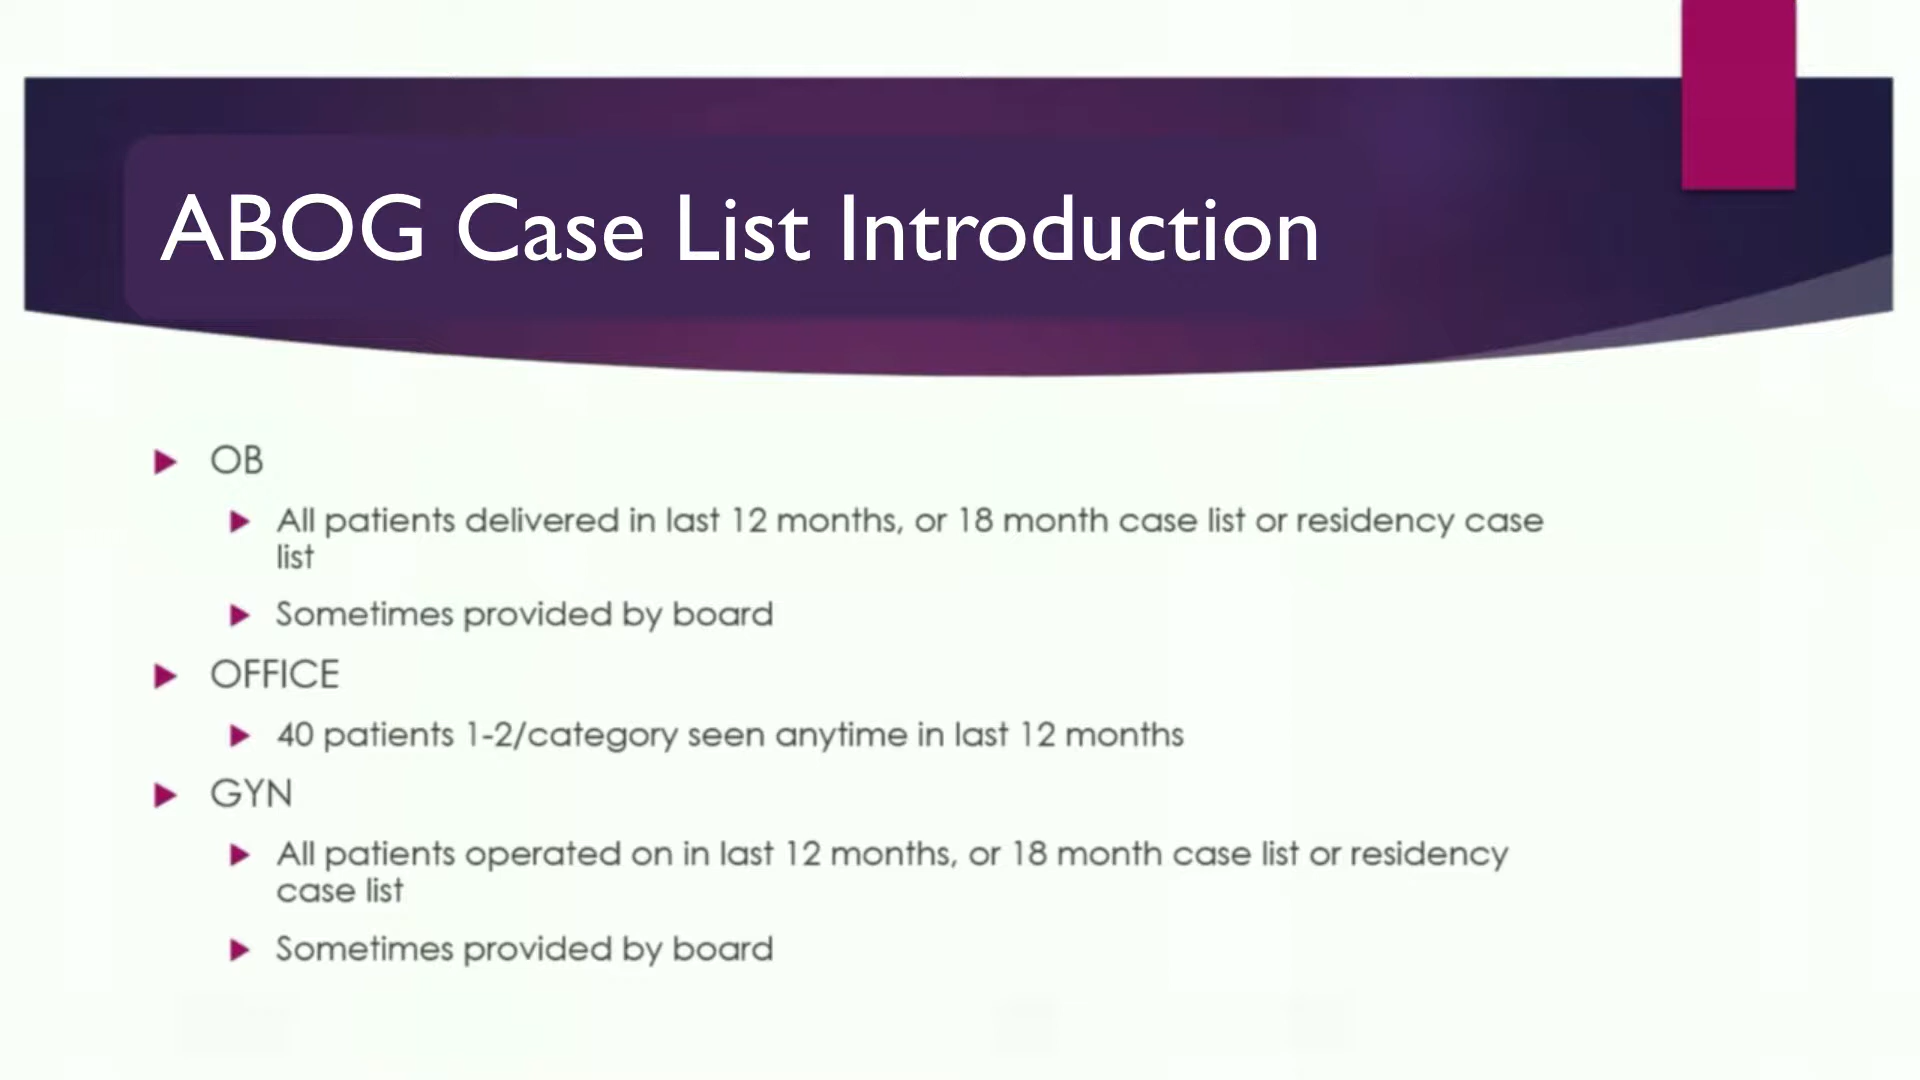 ABOG Case List Introduction
OB
All patients delivered in last 12 months, or 18 month case list or residency case
list
Sometimes provided by board
OFFICE
40 patients 1-2/category seen anytime in last 12 months
GYN
All patients operated on in last 12 months, or 18 month case list or residency
case list
Sometimes provided by board